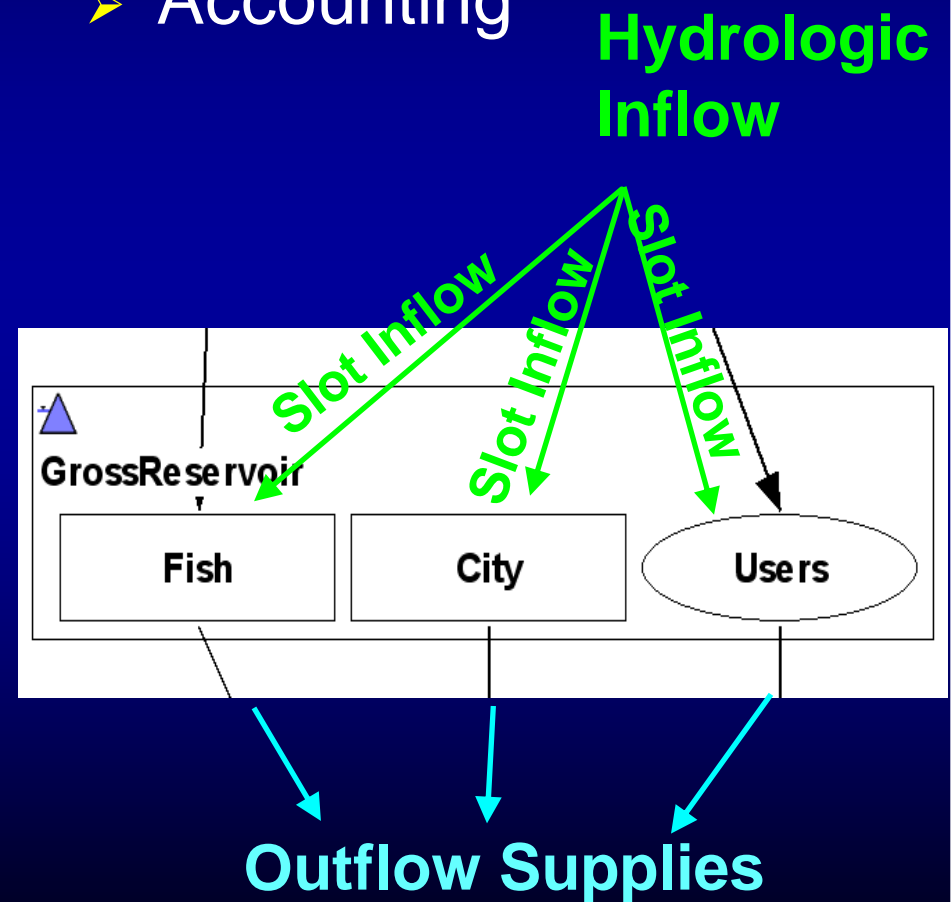 Accounting
Hydrologic
Inflow
Slot Inflow
Slot Inflow
Slot Inflow
GrossReservoir
Fish
City
Users
Outflow Supplies